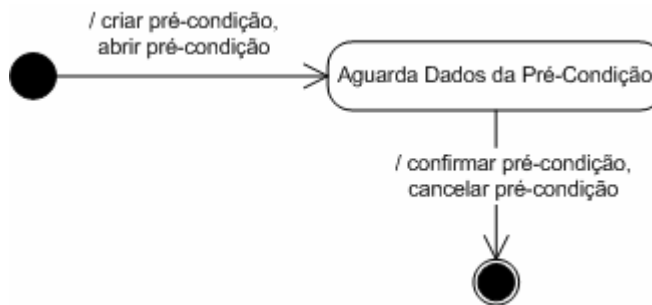 / criar pré-condição,
abrir pré-condição
Aguarda Dados da Pré-Condição
/ confirmar pré-condição,
cancelar pré-condição